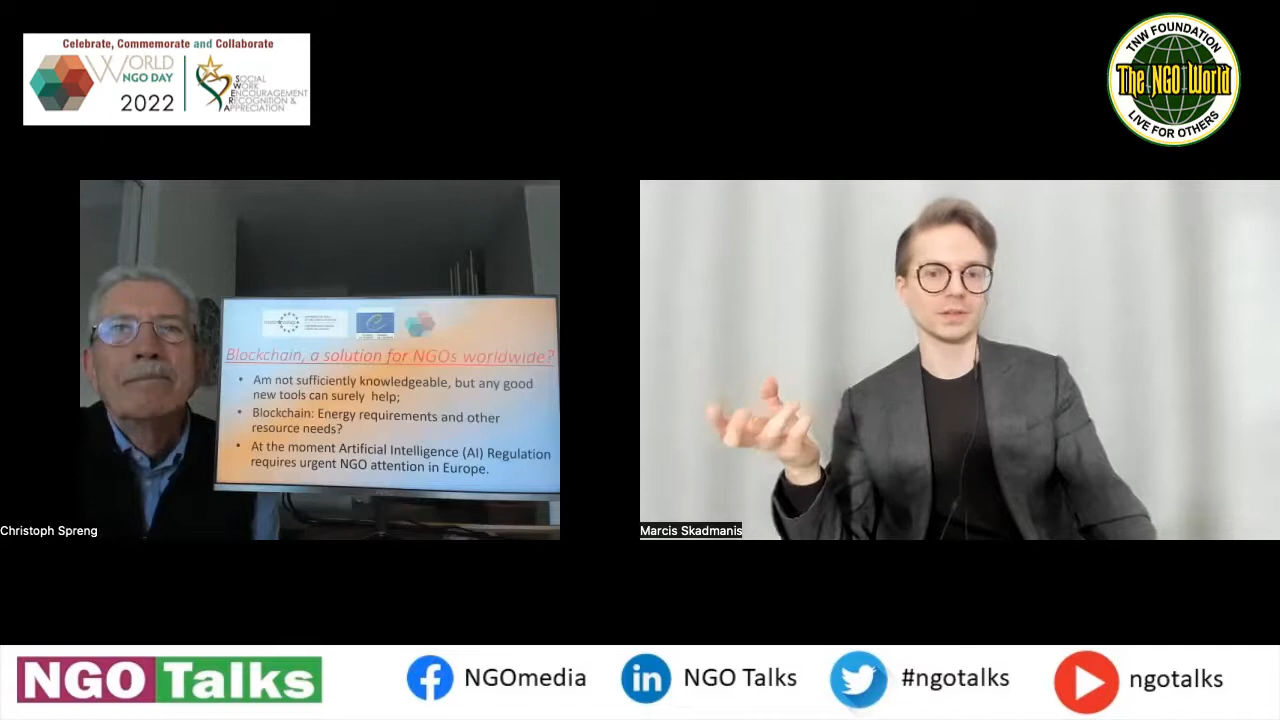 Celebrate, Commemorate and Collaborate
WORLD
NGO DAY
2022
SOCIAL
WORK
ENCOURAGEMENT
RECOGNITION &
APPRECIATION
TNW FOUNDATION
The NGO World
LIVE FOR OTHERS
Blockchain, a solution for NGOs worldwide?
• Am not sufficiently knowledgeable, but any good
new tools can surely help;
• Blockchain: Energy requirements and other
resource needs?
• At the moment Artificial Intelligence (AI) Regulation
requires urgent NGO attention in Europe.
Christoph Spreng
Marcis Skadmanis
NGO Talks
NGOmedia
in
NGO Talks
#ngotalks
ngotalks